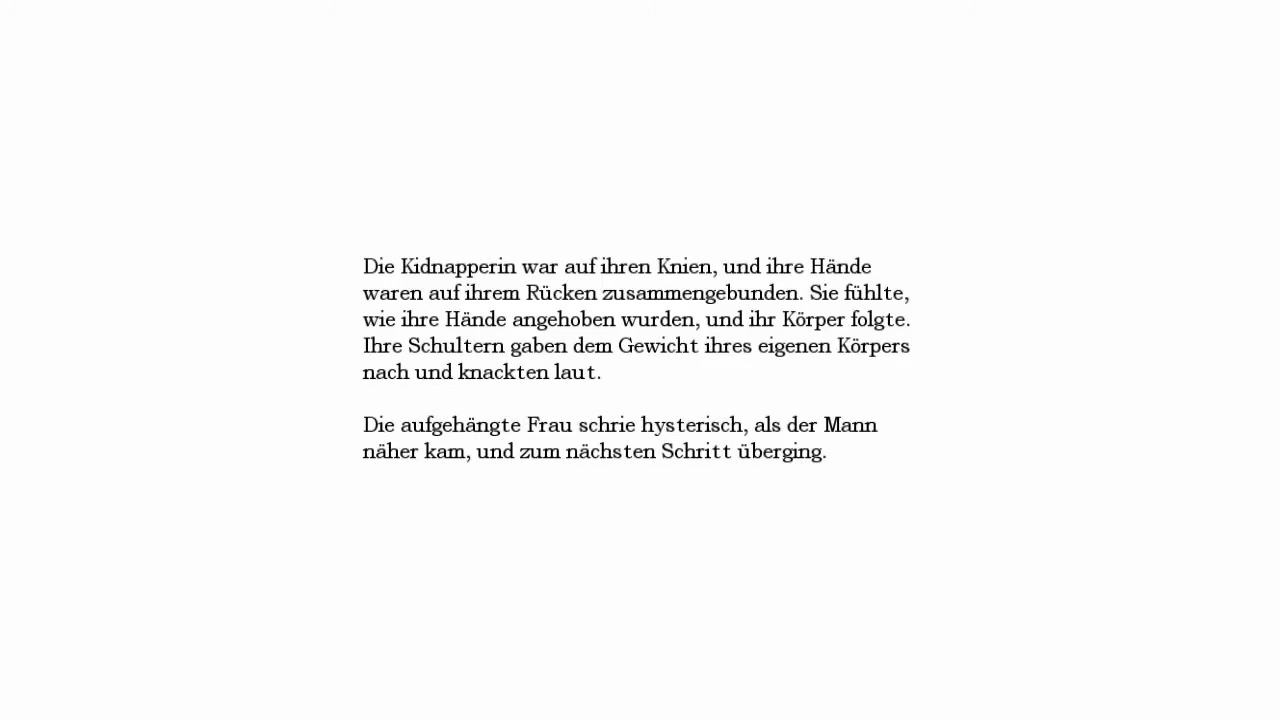 Die Kidnapperin war auf ihren Knien, und ihre Hände
waren auf ihrem Rücken zusammengebunden. Sie fühlte,
wie ihre Hände angehoben wurden, und ihr Körper folgte.
Ihre Schultern gaben dem Gewicht ihres eigenen Körpers
nach und knackten laut.
Die aufgehängte Frau schrie hysterisch, als der Mann
näher kam, und zum nächsten Schritt überging.